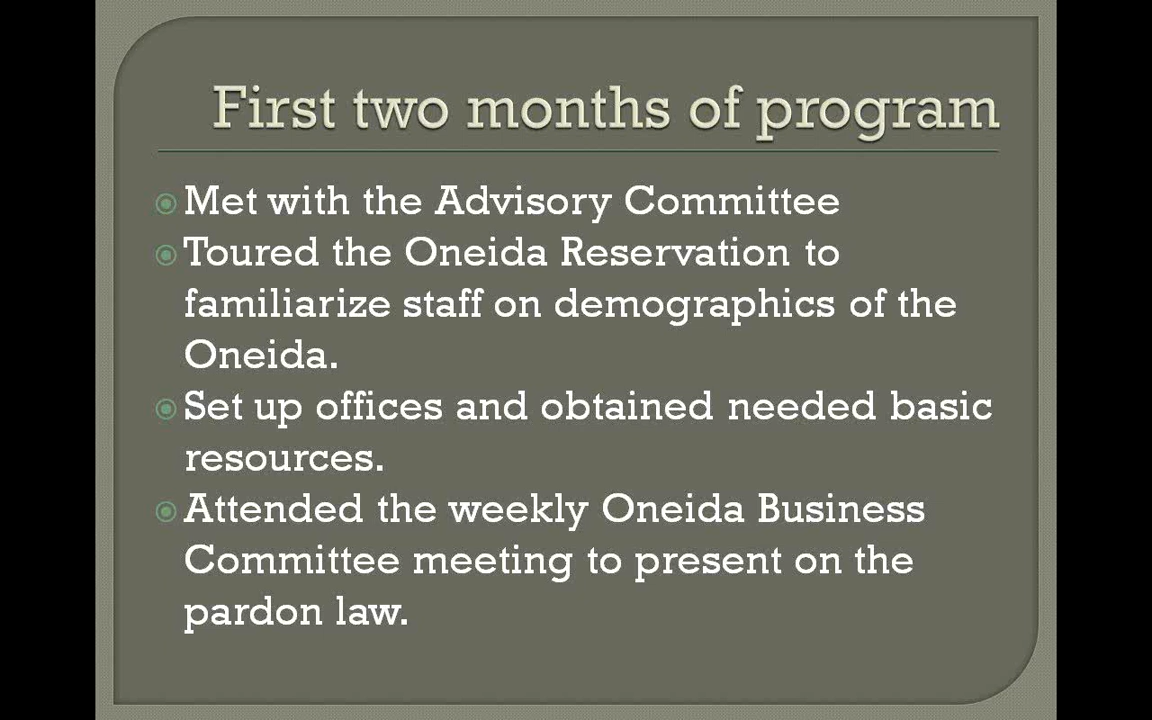 First two months of program
Met with the Advisory Committee
Toured the Oneida Reservation to
familiarize staff on demographics of the
Oneida.
Set up offices and obtained needed basic
resources.
Attended the weekly Oneida Business
Committee meeting to present on the
pardon law.